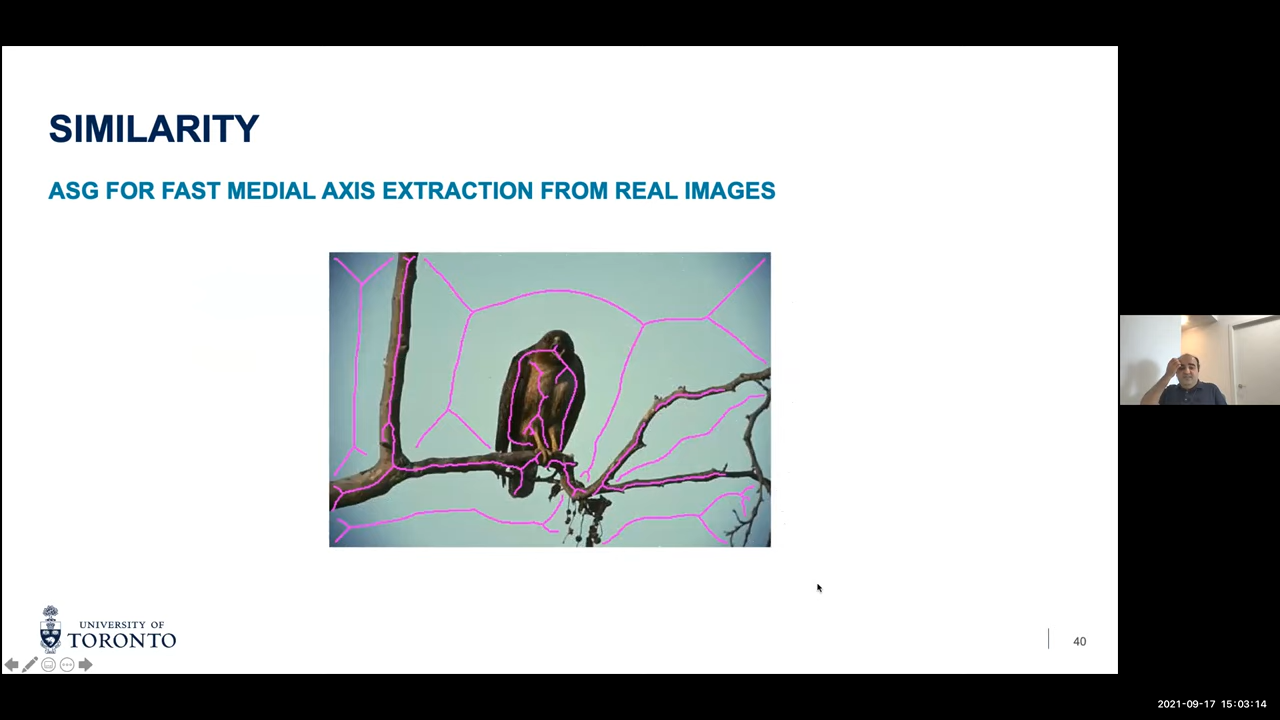 SIMILARITY
ASG FOR FAST MEDIAL AXIS EXTRACTION FROM REAL IMAGES
UNIVERSITY OF
TORONTO
40
2021-09-17 15:03:14